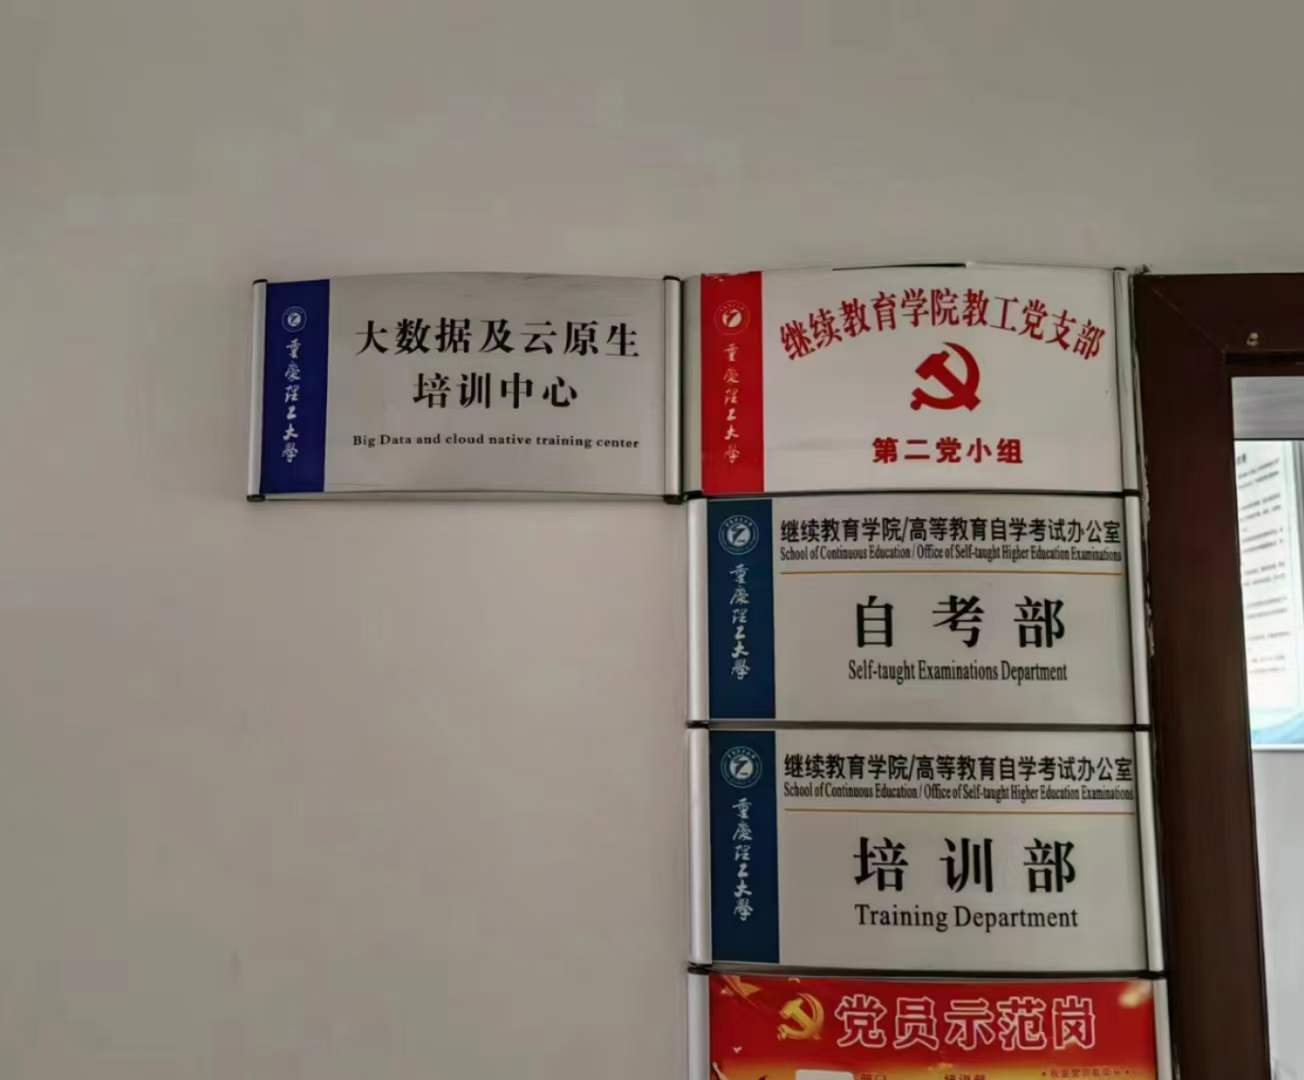 重慶理工大學
大数据及云原生
培训中心
Big Data and cloud native training center
重慶理工大學
继续教育学院教工党支部
第二党小组
重慶理工大學
继续教育学院/高等教育自学考试办公室
School of Continuous Education / Office of Self-taught Higher Education Examinations
自考部
Self-taught Examinations Department
重慶理工大學
继续教育学院/高等教育自学考试办公室
School of Continuous Education / Office of Self-taught Higher Education Examinations
培训部
Training Department
党员示范岗